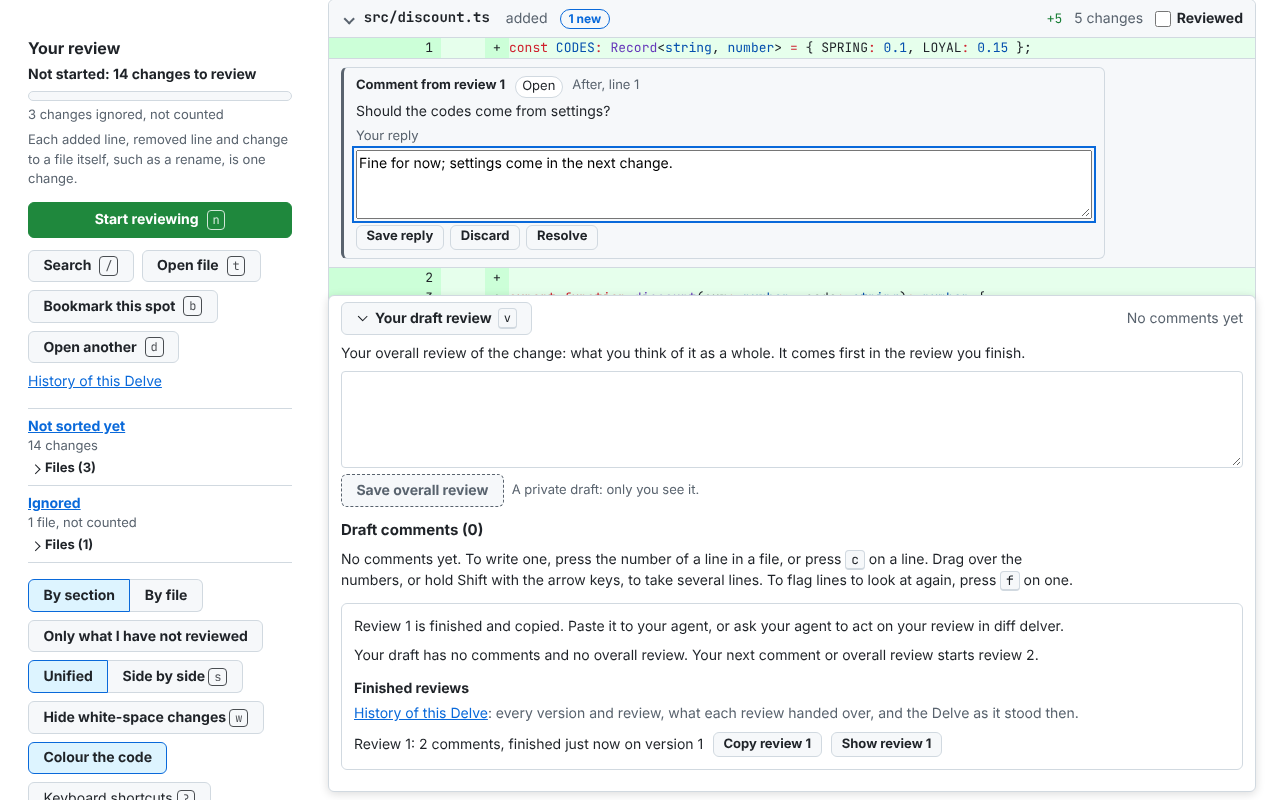 Your review
Not started: 14 changes to review
3 changes ignored, not counted
Each added line, removed line and change
to a file itself, such as a rename, is one
change.
Start reviewing n
Search / Open file t
Bookmark this spot b
Open another d
History of this Delve
Not sorted yet
14 changes
Files (3)
Ignored
1 file, not counted
Files (1)
By section By file
Only what I have not reviewed
Unified Side by side s
Hide white-space changes w
Colour the code
Keyboard shortcuts ?
src/discount.ts added 1 new +5 5 changes Reviewed
1 + const CODES: Record<string, number> = { SPRING: 0.1, LOYAL: 0.15 };
Comment from review 1 Open After, line 1
Should the codes come from settings?
Your reply
Fine for now; settings come in the next change.
Save reply Discard Resolve
2 +
Your draft review v No comments yet
Your overall review of the change: what you think of it as a whole. It comes first in the review you finish.
Save overall review A private draft: only you see it.
Draft comments (0)
No comments yet. To write one, press the number of a line in a file, or press c on a line. Drag over the
numbers, or hold Shift with the arrow keys, to take several lines. To flag lines to look at again, press f on one.
Review 1 is finished and copied. Paste it to your agent, or ask your agent to act on your review in diff delver.
Your draft has no comments and no overall review. Your next comment or overall review starts review 2.
Finished reviews
History of this Delve: every version and review, what each review handed over, and the Delve as it stood then.
Review 1: 2 comments, finished just now on version 1 Copy review 1 Show review 1